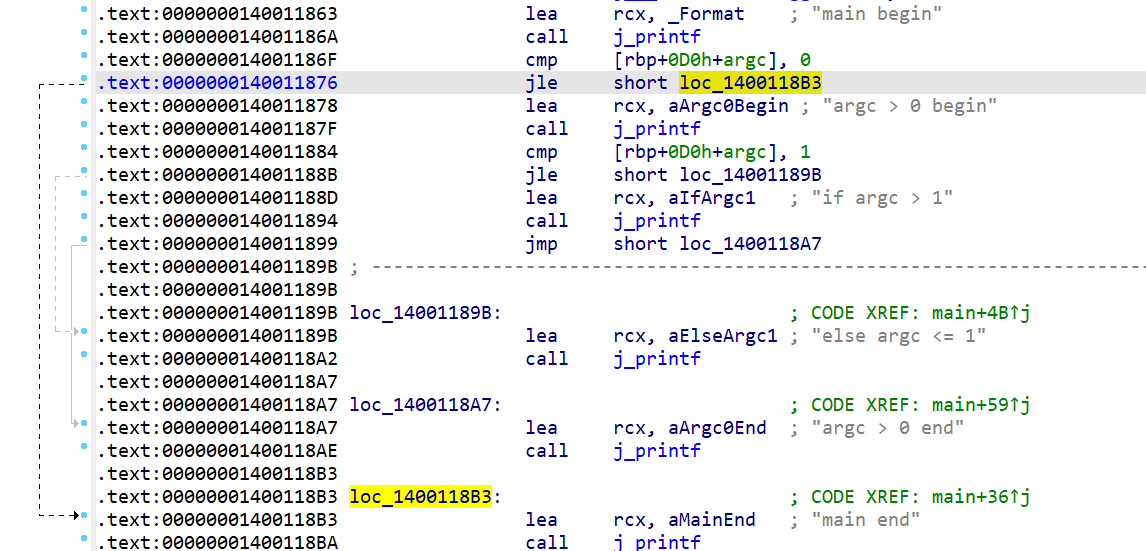 .text:0000000140011863 lea rcx, _Format ; "main begin"
.text:000000014001186A call j_printf
.text:000000014001186F cmp [rbp+0D0h+argc], 0
.text:0000000140011876 jle short loc_1400118B3
.text:0000000140011878 lea rcx, aArgc0Begin ; "argc > 0 begin"
.text:000000014001187F call j_printf
.text:0000000140011884 cmp [rbp+0D0h+argc], 1
.text:000000014001188B jle short loc_14001189B
.text:000000014001188D lea rcx, aIfArgc1 ; "if argc > 1"
.text:0000000140011894 call j_printf
.text:0000000140011899 jmp short loc_1400118A7
.text:000000014001189B ; ---------------------------------------------------------------------------
.text:000000014001189B
.text:000000014001189B loc_14001189B: ; CODE XREF: main+4B↑j
.text:000000014001189B lea rcx, aElseArgc1 ; "else argc <= 1"
.text:00000001400118A2 call j_printf
.text:00000001400118A7
.text:00000001400118A7 loc_1400118A7: ; CODE XREF: main+59↑j
.text:00000001400118A7 lea rcx, aArgc0End ; "argc > 0 end"
.text:00000001400118AE call j_printf
.text:00000001400118B3
.text:00000001400118B3 loc_1400118B3: ; CODE XREF: main+36↑j
.text:00000001400118B3 lea rcx, aMainEnd ; "main end"
.text:00000001400118BA call j_printf